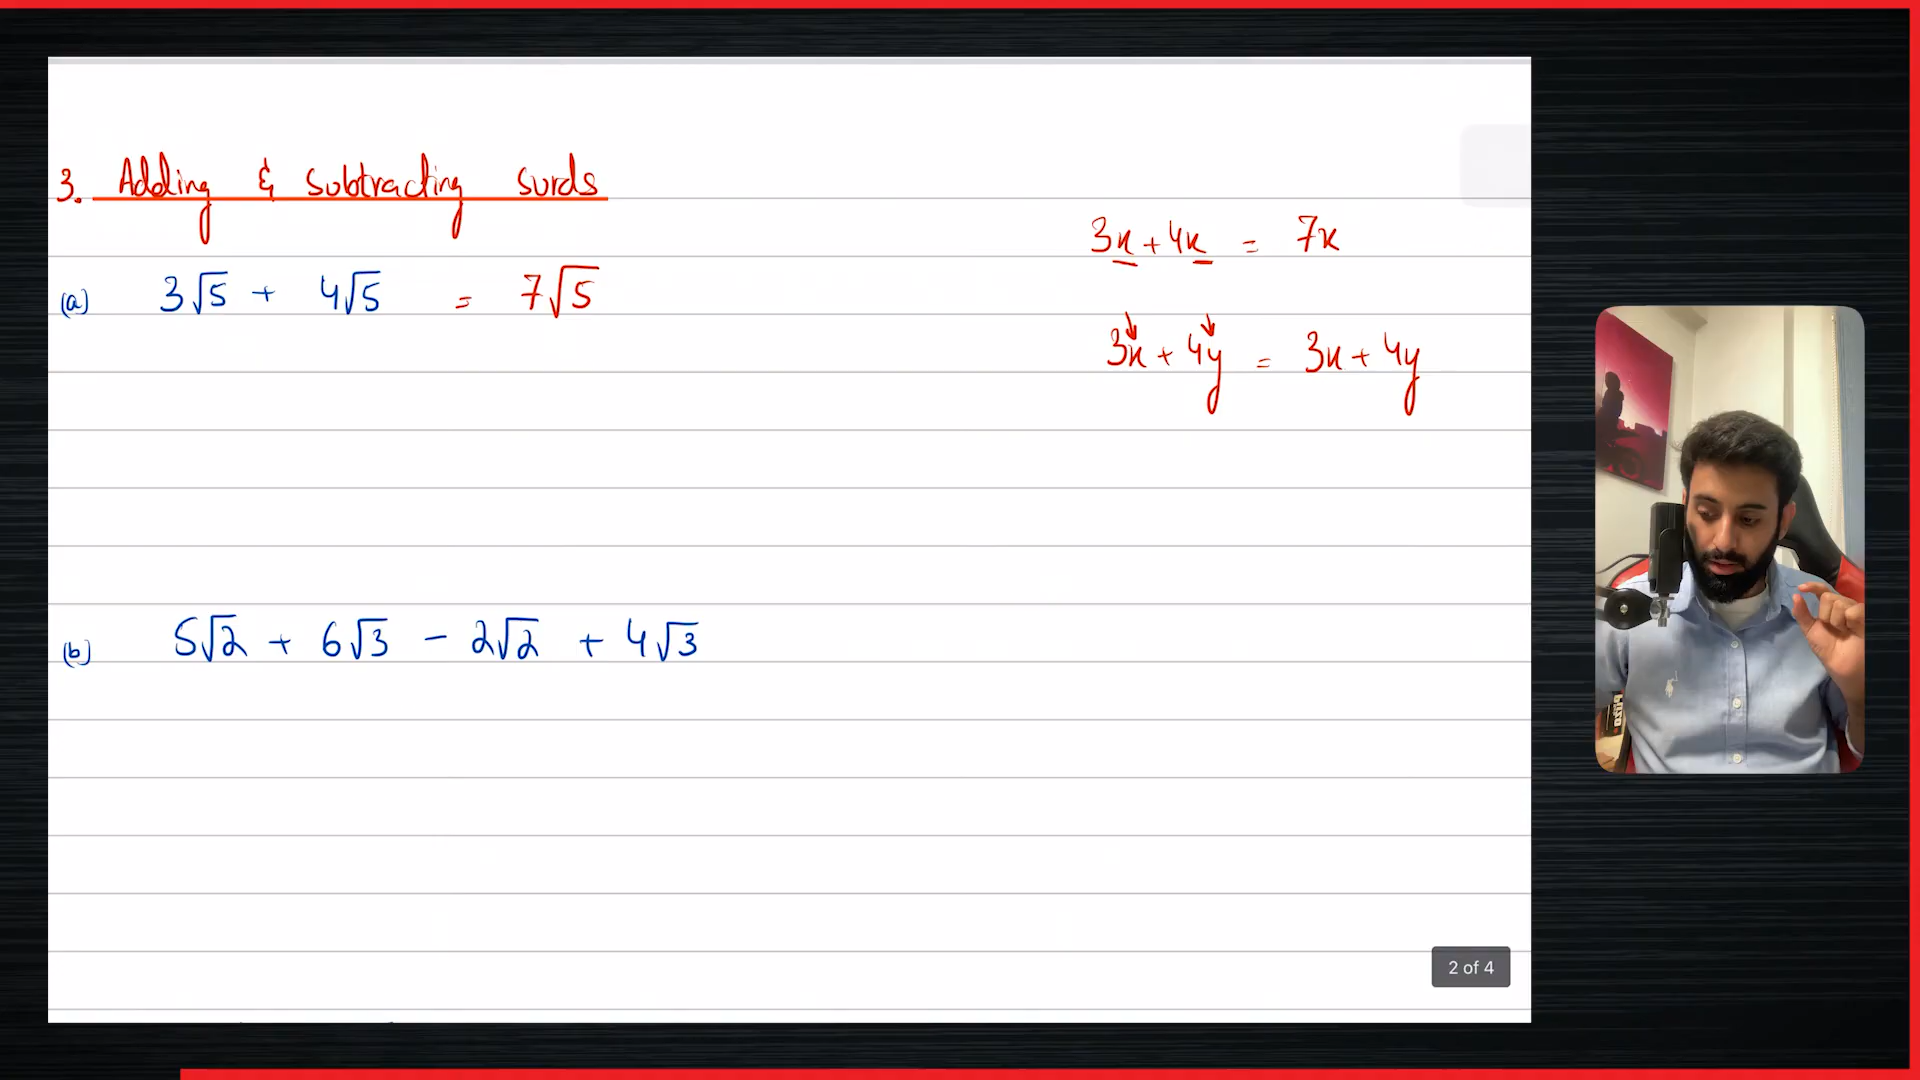 3. Adding & subtracting surds
3x + 4x = 7x
(a) 3√5 + 4√5 = 7√5
3x + 4y = 3x + 4y
(b) 5√2 + 6√3 − 2√2 + 4√3
2 of 4